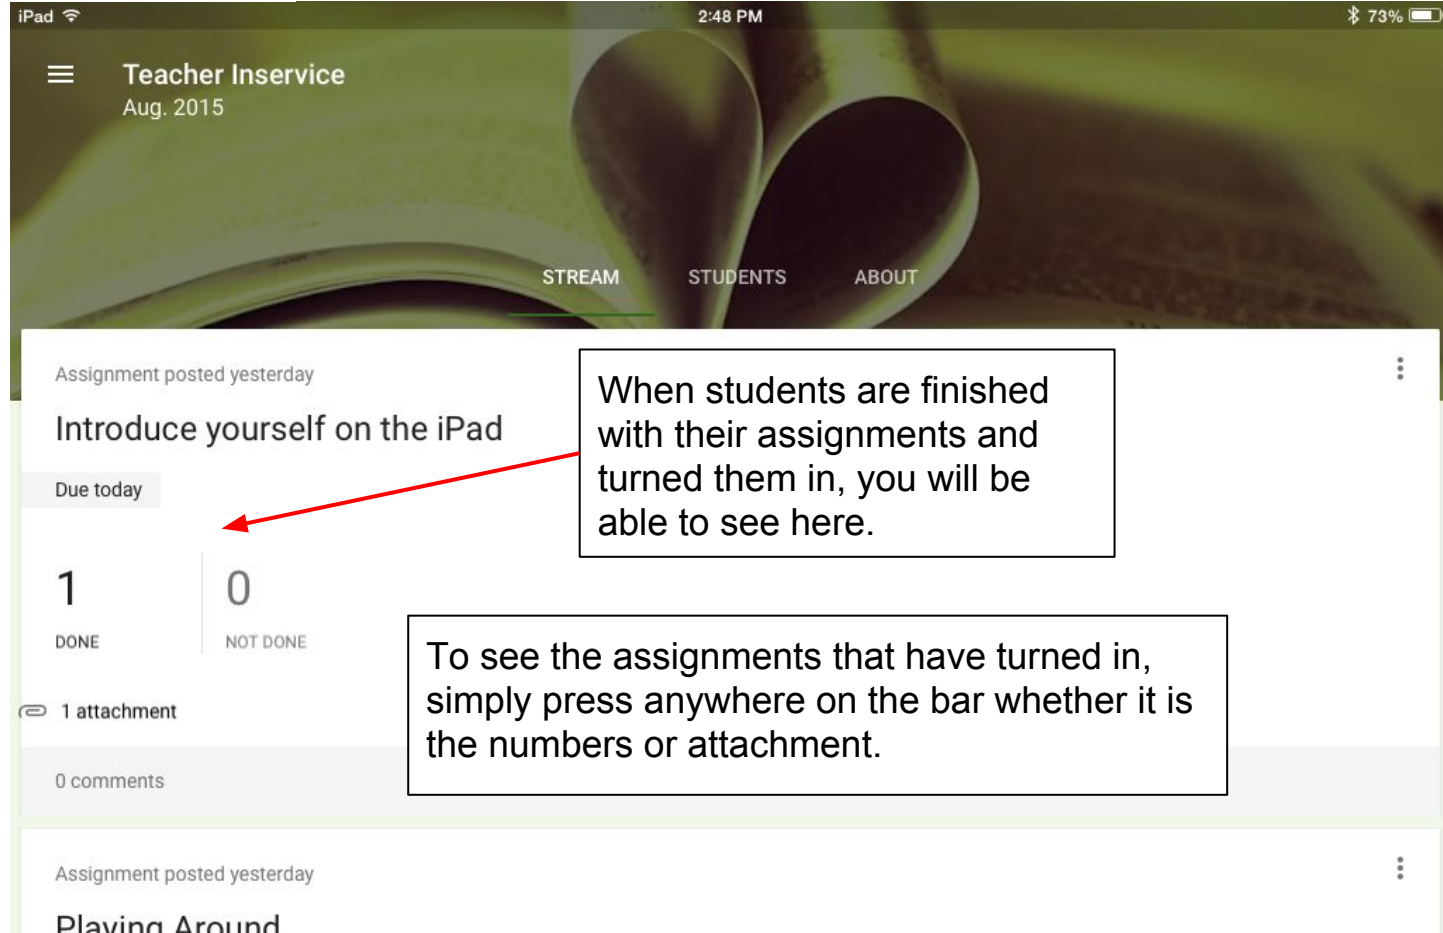 iPad 2:48 PM 73%
Teacher Inservice
Aug. 2015
STREAM STUDENTS ABOUT
Assignment posted yesterday
Introduce yourself on the iPad
Due today
When students are finished
with their assignments and
turned them in, you will be
able to see here.
1 0
DONE NOT DONE
To see the assignments that have turned in,
simply press anywhere on the bar whether it is
the numbers or attachment.
1 attachment
0 comments
Assignment posted yesterday
Playing Around